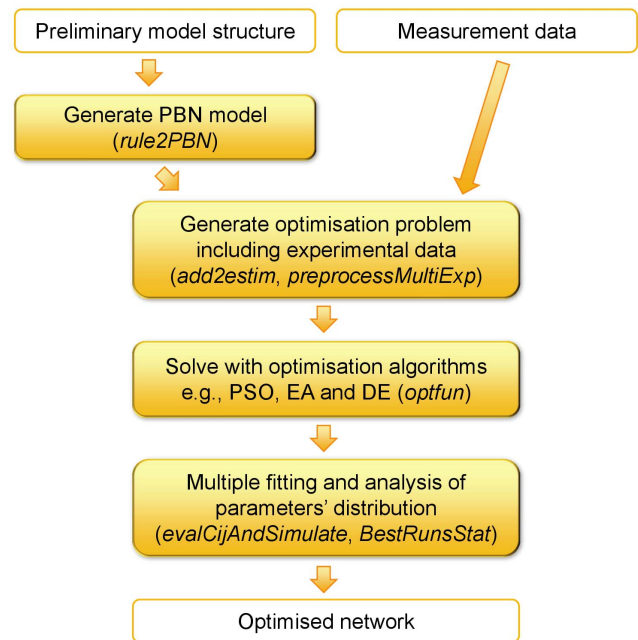 Preliminary model structure
Measurement data
Generate PBN model
(rule2PBN)
Generate optimisation problem
including experimental data
(add2estim, preprocessMultiExp)
Solve with optimisation algorithms
e.g., PSO, EA and DE (optfun)
Multiple fitting and analysis of
parameters’ distribution
(evalCijAndSimulate, BestRunsStat)
Optimised network